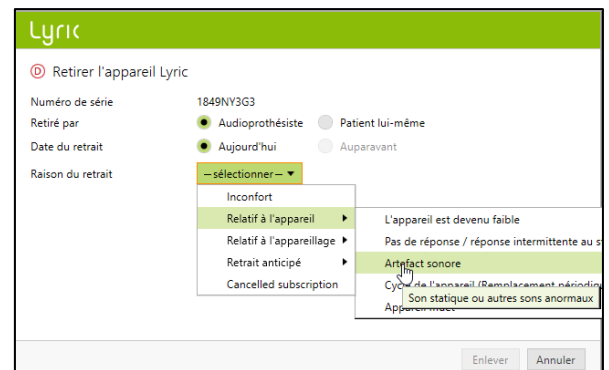 Lyric
D Retirer l'appareil Lyric
Numéro de série 1849NY3G3
Retiré par Audioprothésiste Patient lui-même
Date du retrait Aujourd'hui Auparavant
Raison du retrait —sélectionner—
Inconfort
Relatif à l'appareil L'appareil est devenu faible
Relatif à l'appareillage Pas de réponse / réponse intermittente au
Retrait anticipé Artefact sonore
Cancelled subscription Cycle de l'appareil (Remplacement
Son statique ou autres sons anormaux
Appareil muet
Enlever Annuler